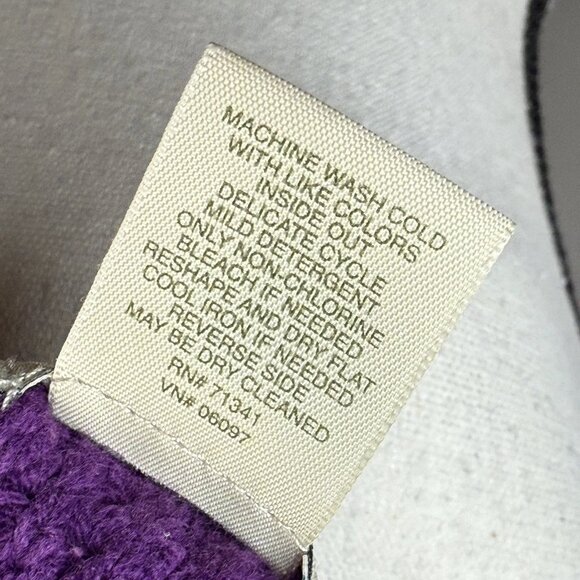 MACHINE WASH COLD
WITH LIKE COLORS
INSIDE OUT
DELICATE CYCLE
MILD DETERGENT
ONLY NON-CHLORINE
BLEACH IF NEEDED
RESHAPE AND DRY FLAT
COOL IRON IF NEEDED
REVERSE SIDE
MAY BE DRY CLEANED
RN# 71341
VN# 06097